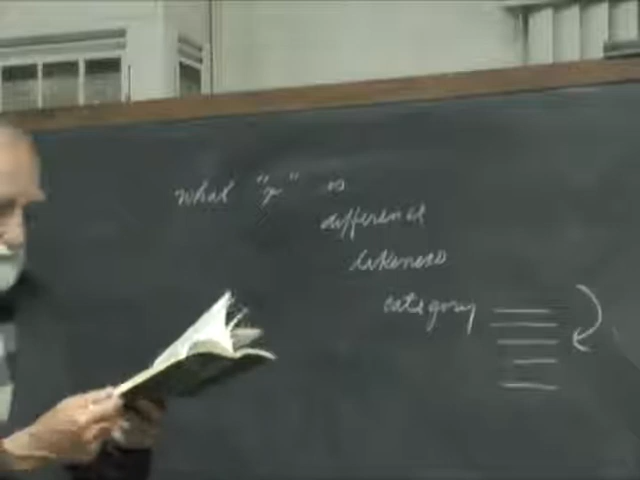 what "x" is
difference
likeness
category